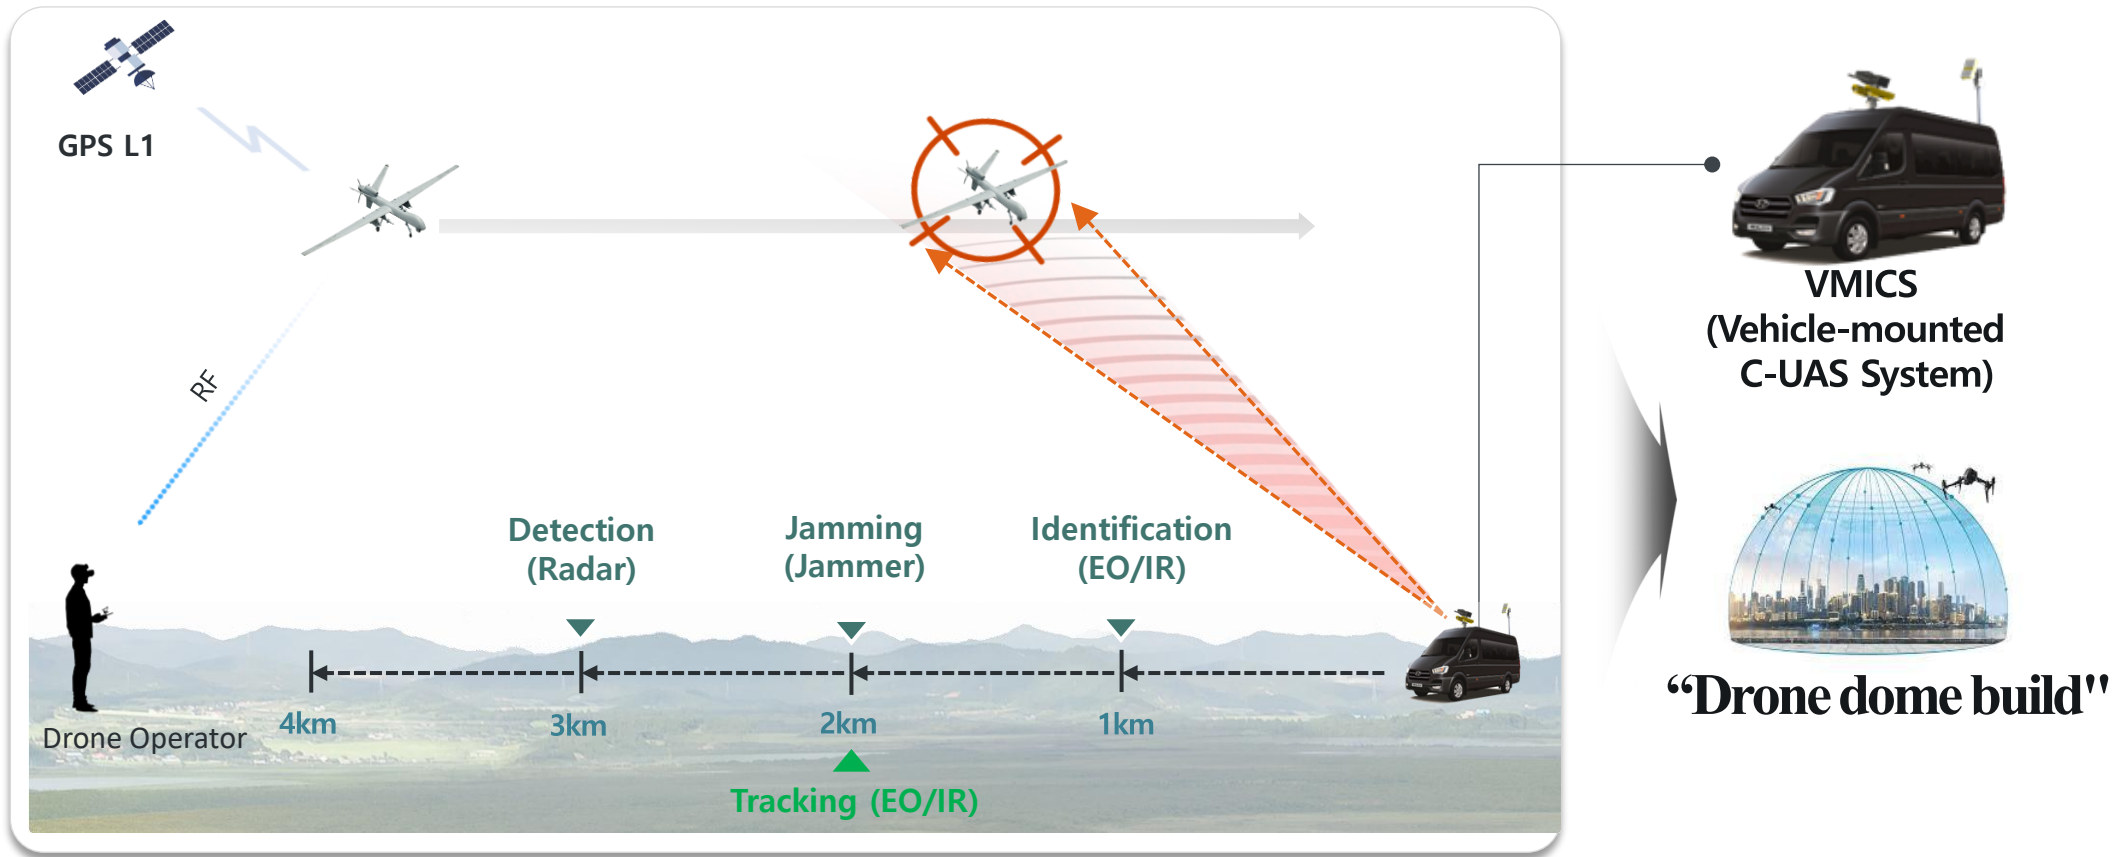 GPS L1
RF
Drone Operator
Detection
(Radar)
Jamming
(Jammer)
Identification
(EO/IR)
4km
3km
2km
1km
Tracking (EO/IR)
VMICS
(Vehicle-mounted
C-UAS System)
“Drone dome build"